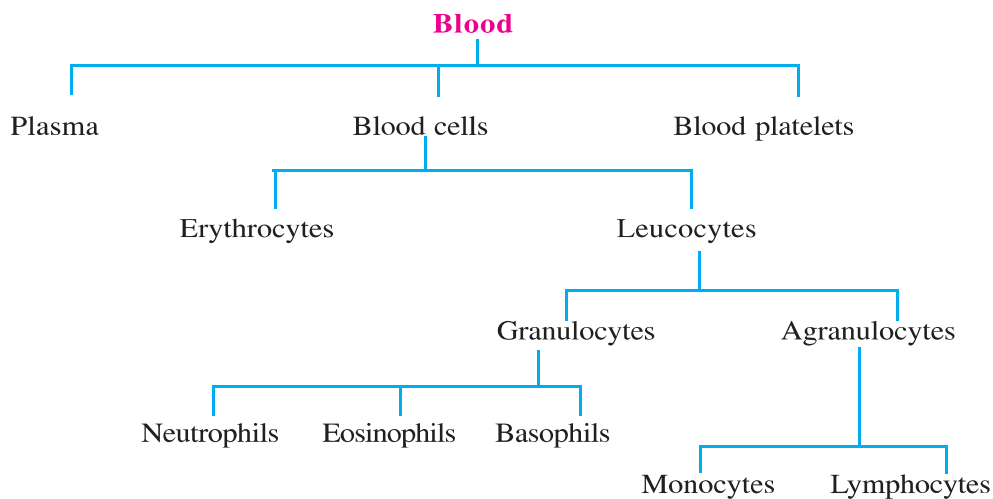 Blood
Plasma Blood cells Blood platelets
Erythrocytes Leucocytes
Granulocytes Agranulocytes
Neutrophils Eosinophils Basophils
Monocytes Lymphocytes